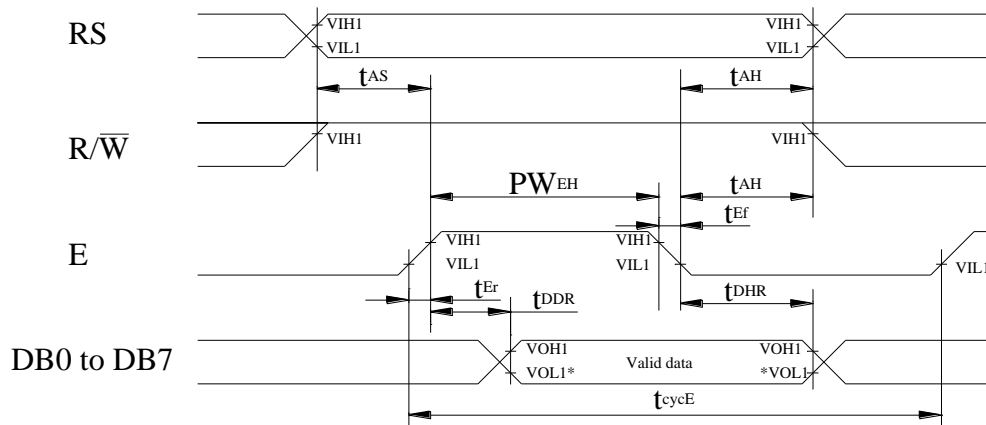 RS
VIH1
VIL1
VIH1
VIL1
tAS
tAH
R/W̅
VIH1
VIH1
PWEH
tAH
tEf
E
VIH1
VIL1
VIH1
VIL1
VIL1
tEr
tDDR
tDHR
DB0 to DB7
VOH1
VOL1*
Valid data
VOH1
*VOL1
tcycE